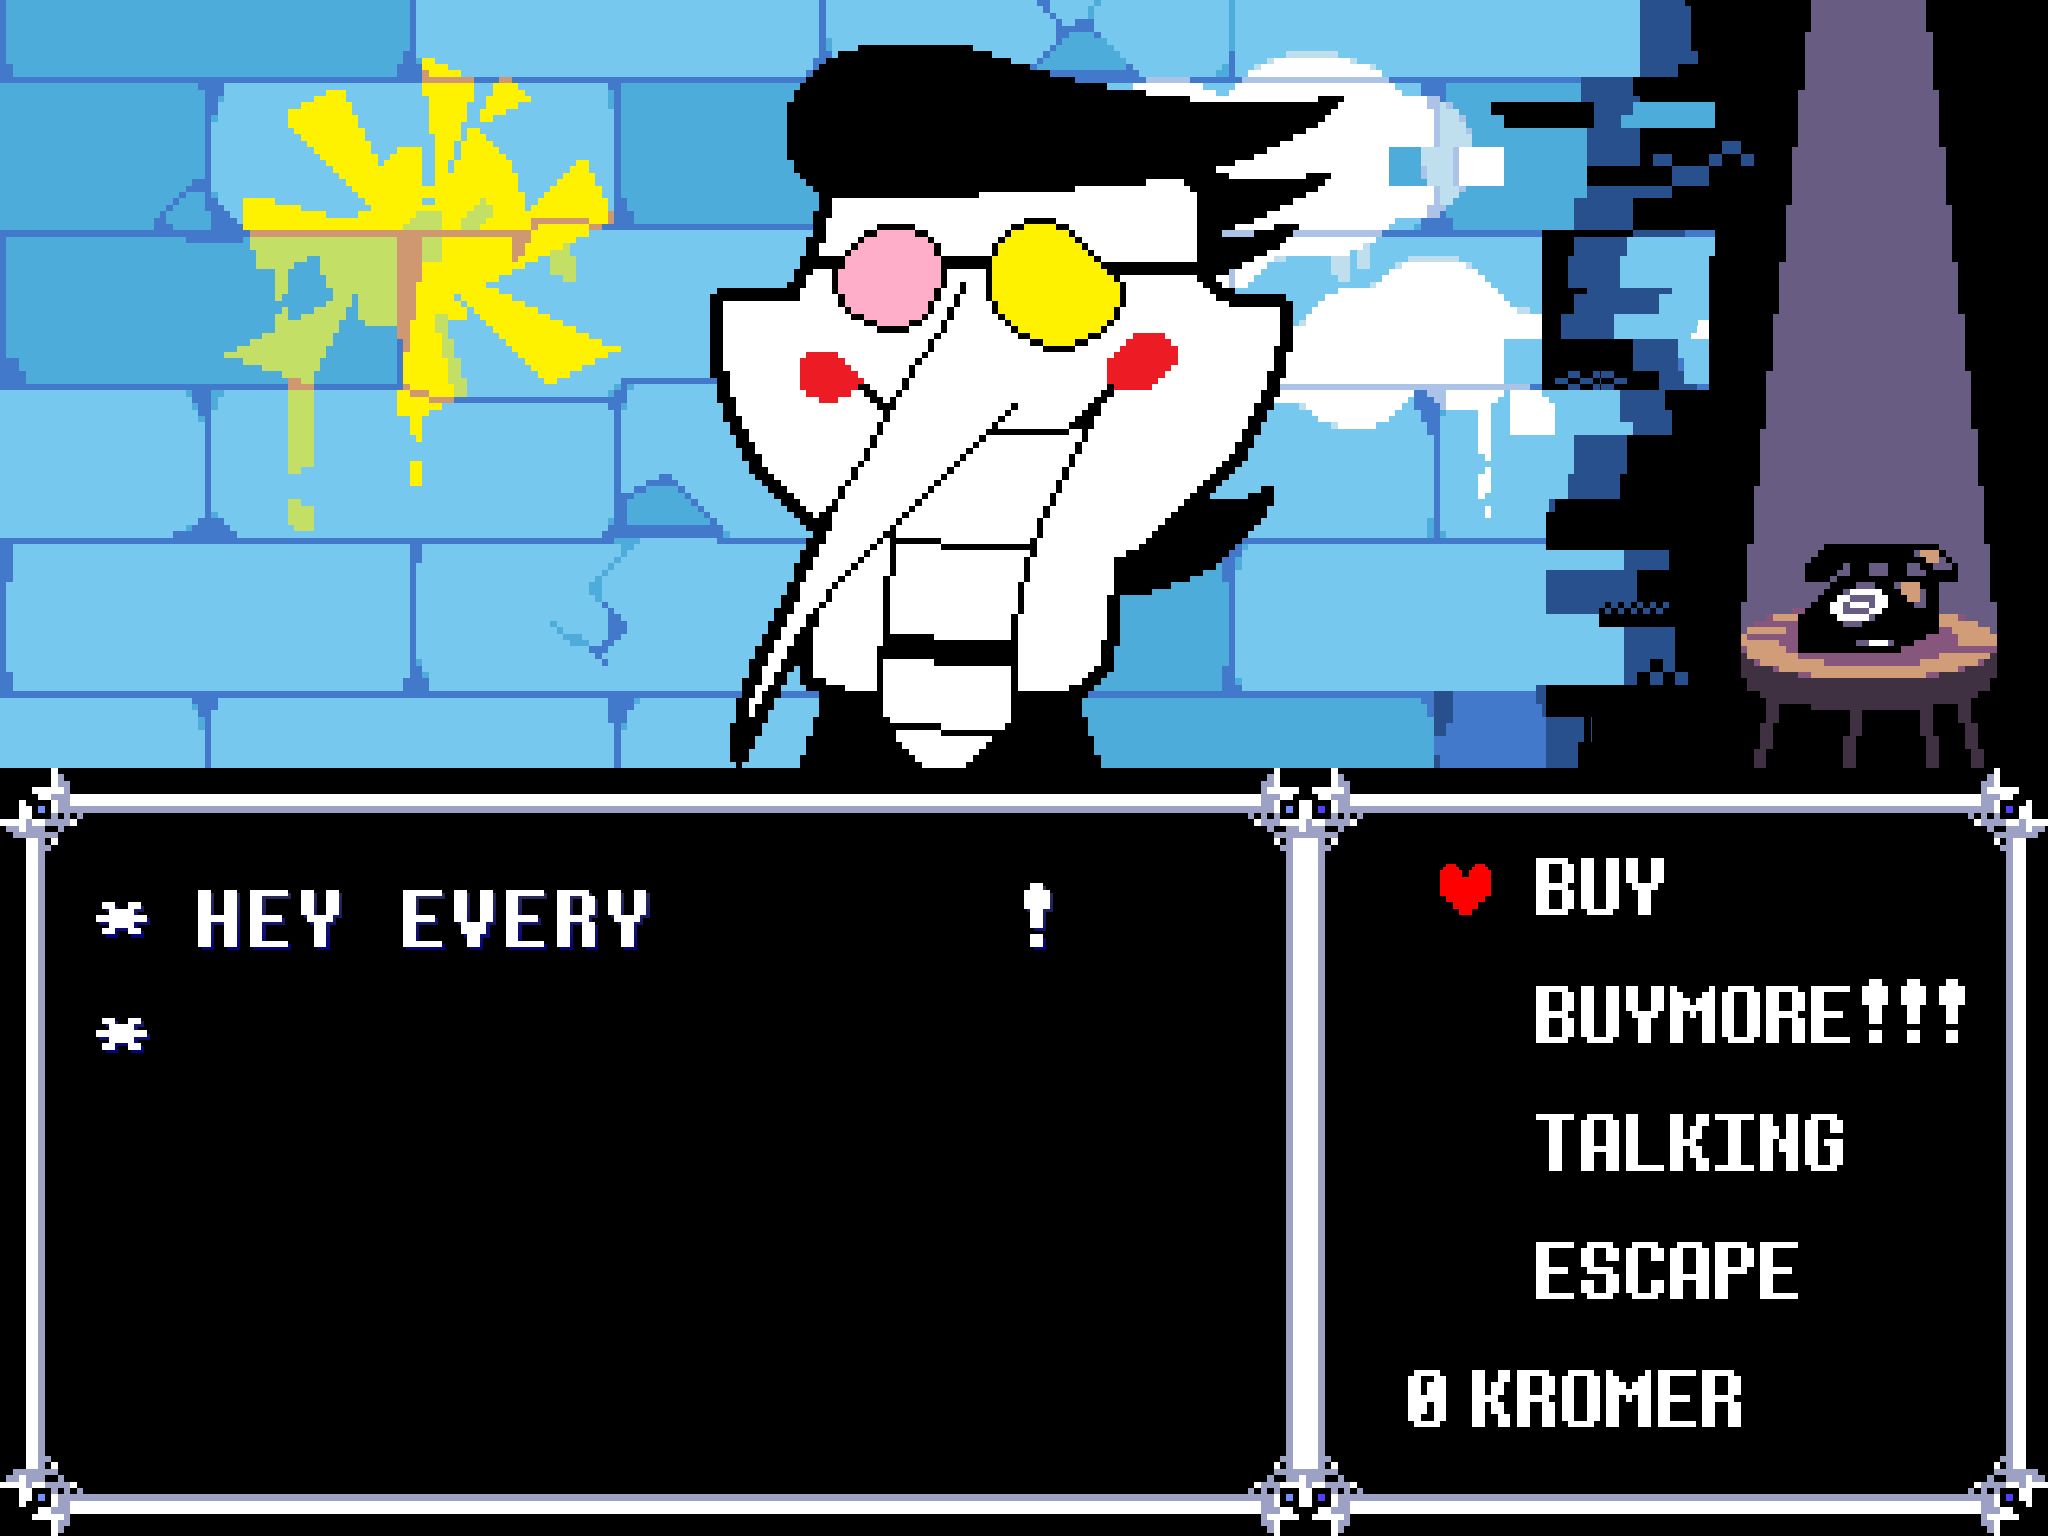 * HEY EVERY !
*
BUY
BUYMORE!!!
TALKING
ESCAPE
0 KROMER